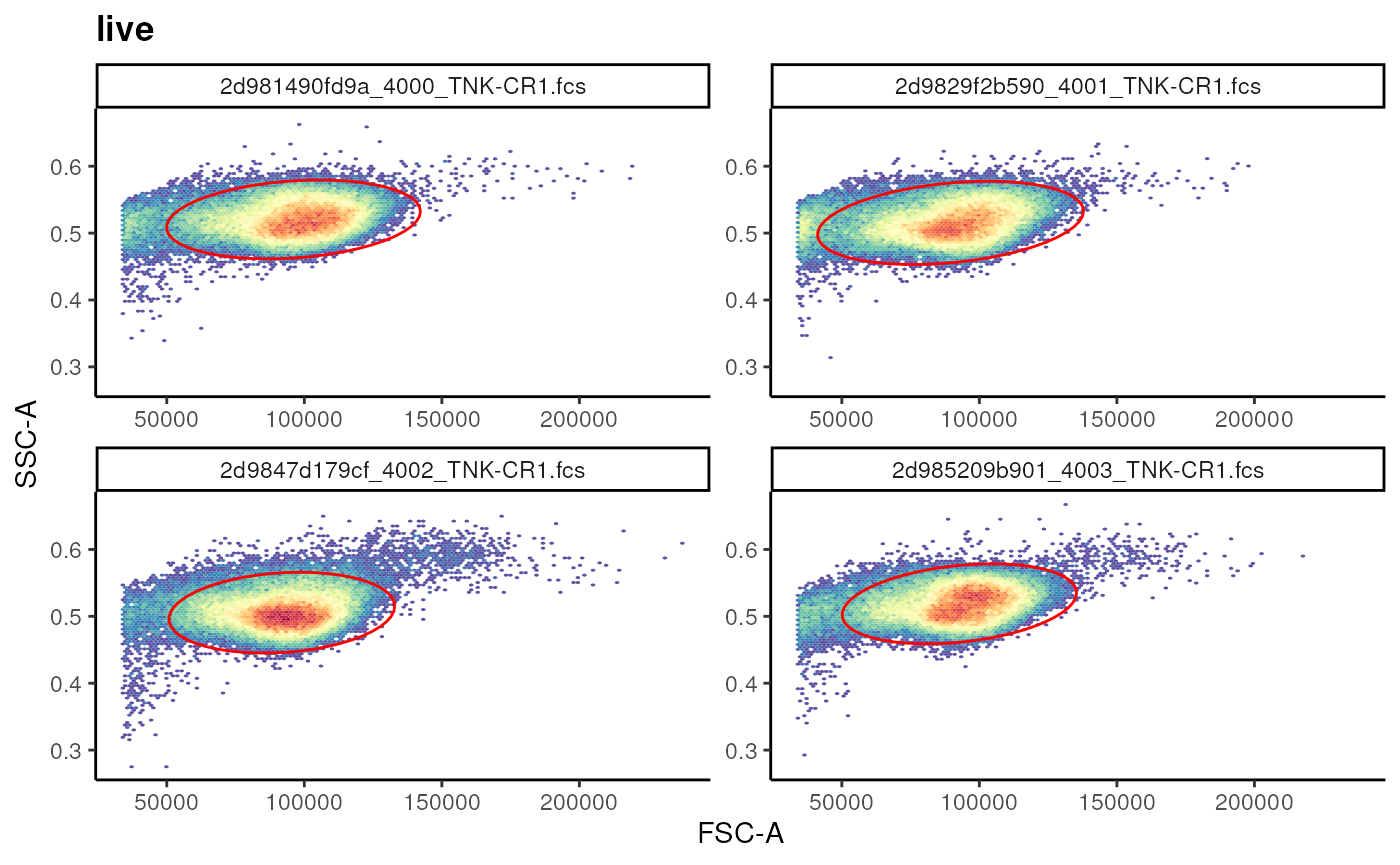 live
2d981490fd9a_4000_TNK-CR1.fcs
2d9829f2b590_4001_TNK-CR1.fcs
0.6
0.5
0.4
0.3
0.6
0.5
0.4
0.3
50000 100000 150000 200000
50000 100000 150000 200000
SSC-A
2d9847d179cf_4002_TNK-CR1.fcs
2d985209b901_4003_TNK-CR1.fcs
0.6
0.5
0.4
0.3
0.6
0.5
0.4
0.3
50000 100000 150000 200000
50000 100000 150000 200000
FSC-A